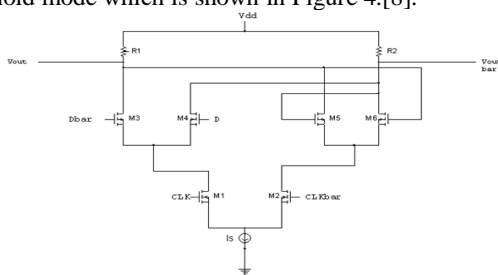 old mode which is shown in Figure 4.[8].
Vdd
R1
R2
Vout
Vout
bar
Dbar
M3
M4
D
M5
M6
CLK
M1
M2
CLKbar
Is